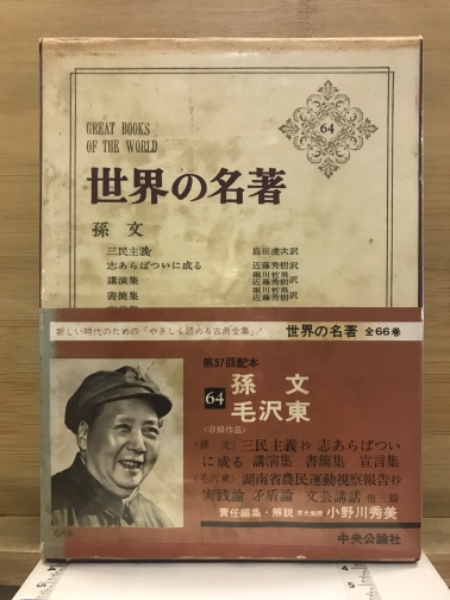 64
GREAT BOOKS
OF THE WORLD
世界の名著
孫 文
三民主義 島田虔次訳
志あらばついに成る 近藤秀樹訳
講演集 堀川哲男 近藤秀樹 訳
書簡集 堀川哲男 近藤秀樹 訳
新しい時代のための「やさしく読める古典全集」!
世界の名著 全66巻
第37回配本
64 孫 文
毛沢東
〈収録作品〉
〈孫 文〉三民主義抄 志あらばつい
に成る 講演集 書簡集 宣言集
〈毛沢東〉湖南省農民運動視察報告抄
実践論 矛盾論 文芸講話 他三篇
責任編集・解説 京大教授 小野川秀美
中央公論社